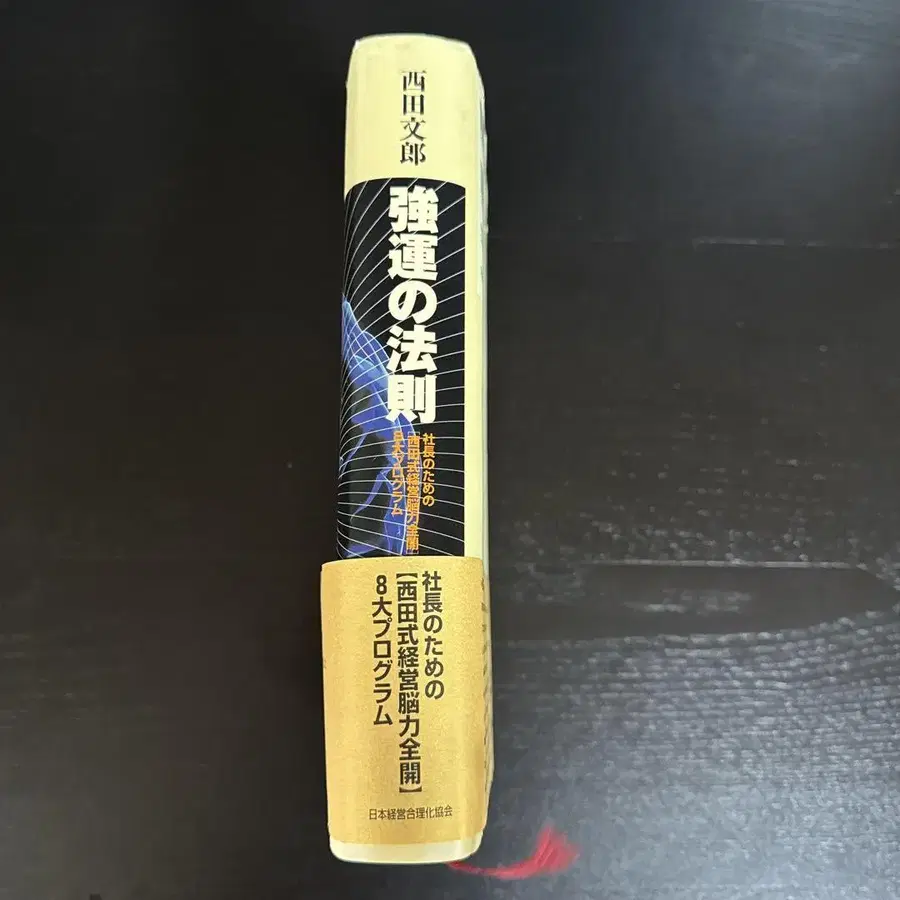 西田文郎
強運の法則
社長のための
[西田式経営脳力全開]
8大プログラム
社長のための
【西田式経営脳力全開】
8大プログラム
日本経営合理化協会